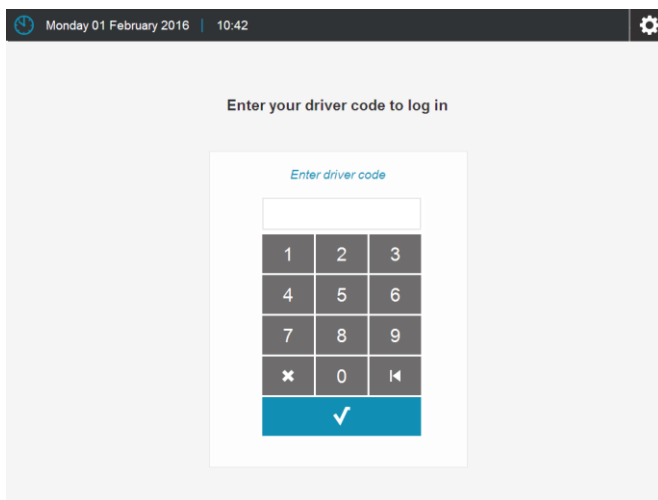 Monday 01 February 2016 | 10:42
Enter your driver code to log in
Enter driver code
1 2 3
4 5 6
7 8 9
0